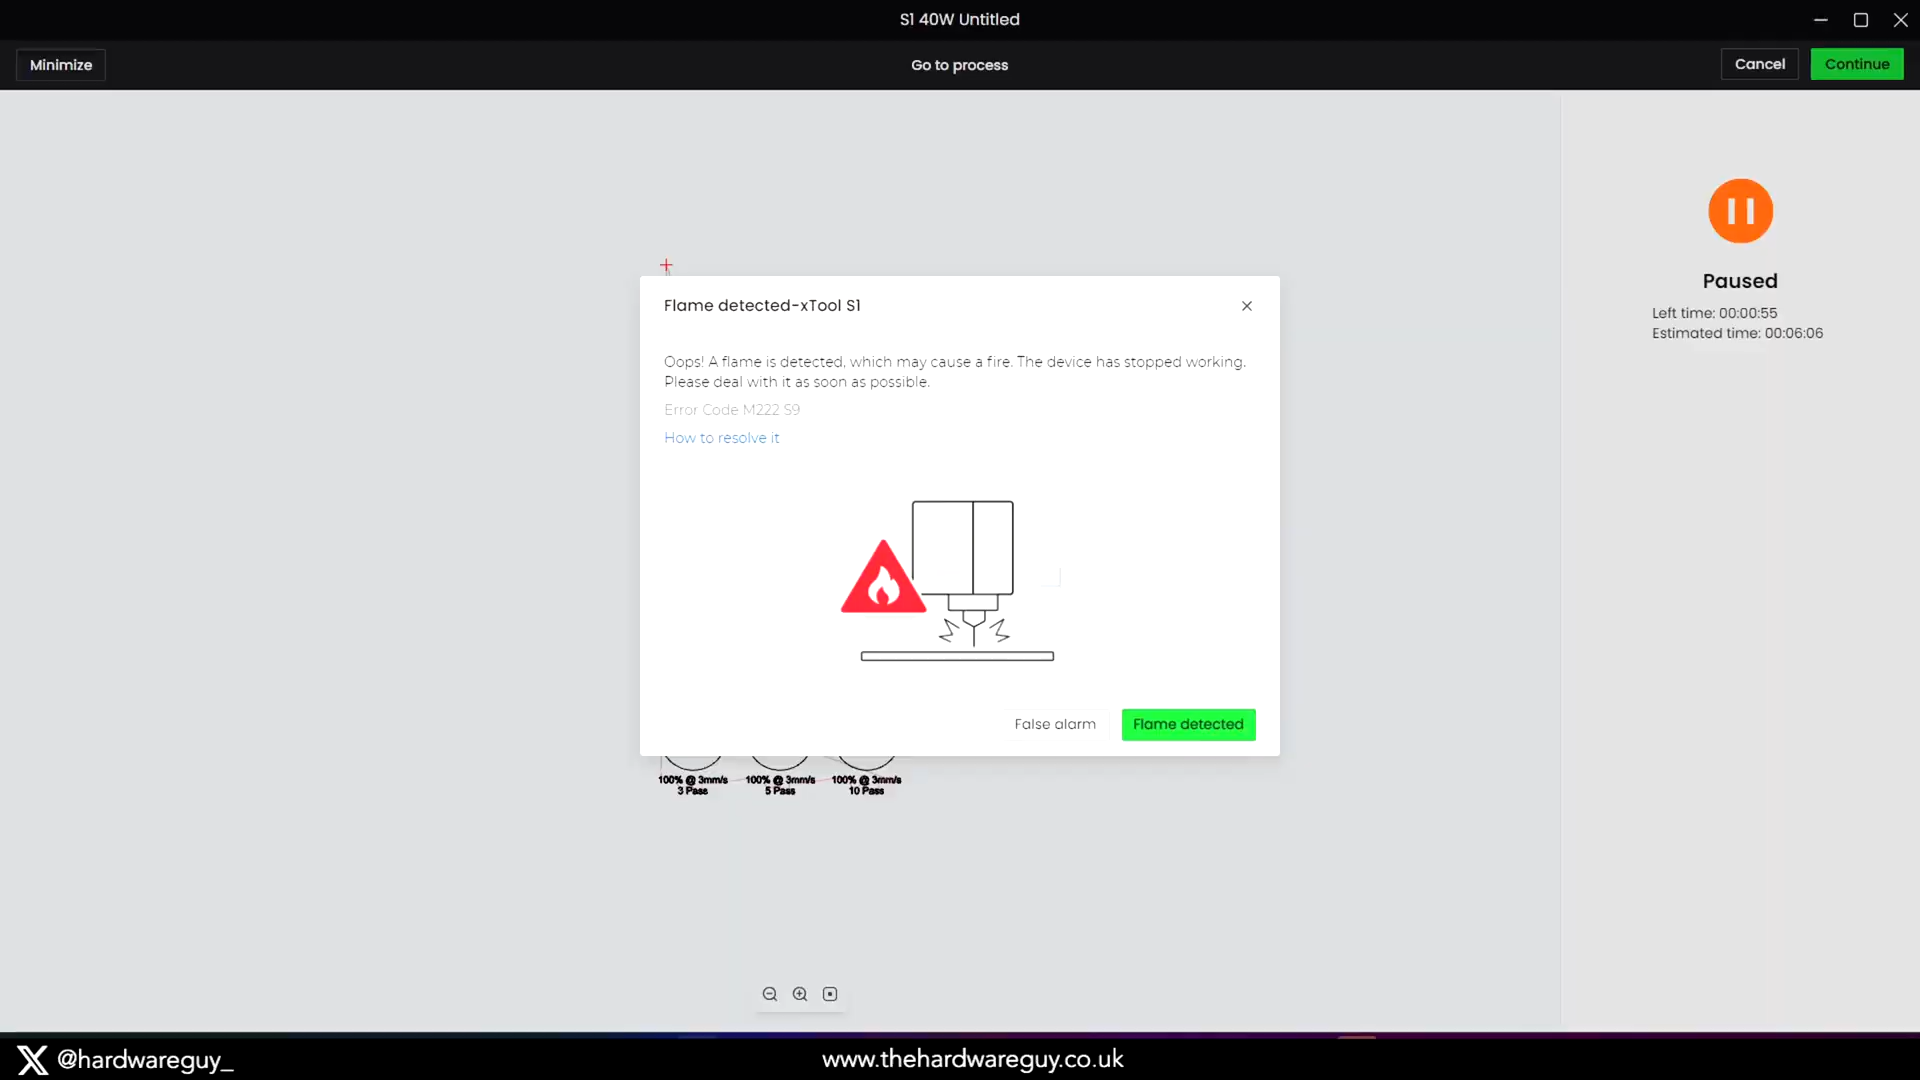 S1 40W Untitled
Minimize
Go to process
Cancel
Continue
Paused
Left time: 00:00:55
Estimated time: 00:06:06
Flame detected-xTool S1
Oops! A flame is detected, which may cause a fire. The device has stopped working.
Please deal with it as soon as possible.
Error Code M222 S9
How to resolve it
False alarm
Flame detected
100% @ 3mm/s
3 Pass
100% @ 3mm/s
5 Pass
100% @ 3mm/s
10 Pass
@hardwareguy_
www.thehardwareguy.co.uk